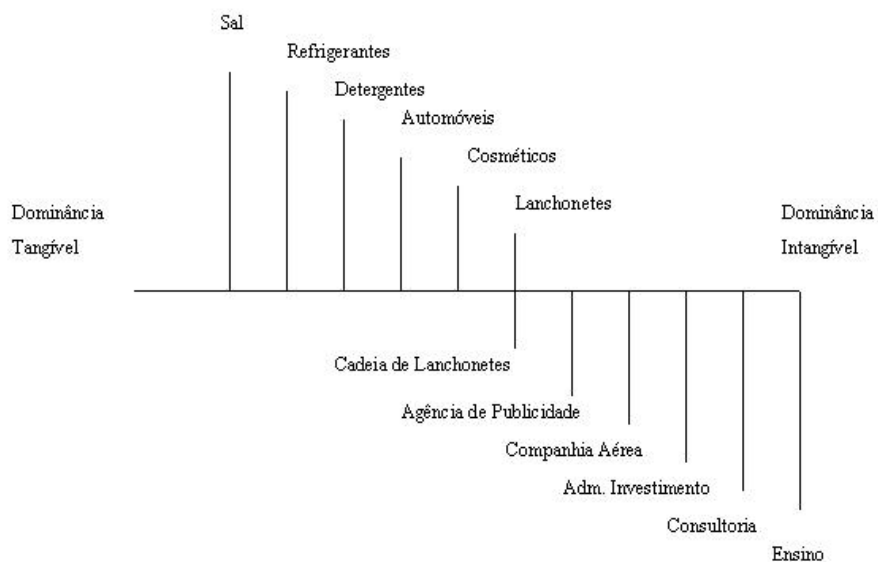 Sal
Refrigerantes
Detergentes
Automóveis
Cosméticos
Lanchonetes
Dominância
Tangível
Dominância
Intangível
Cadeia de Lanchonetes
Agência de Publicidade
Companhia Aérea
Adm. Investimento
Consultoria
Ensino